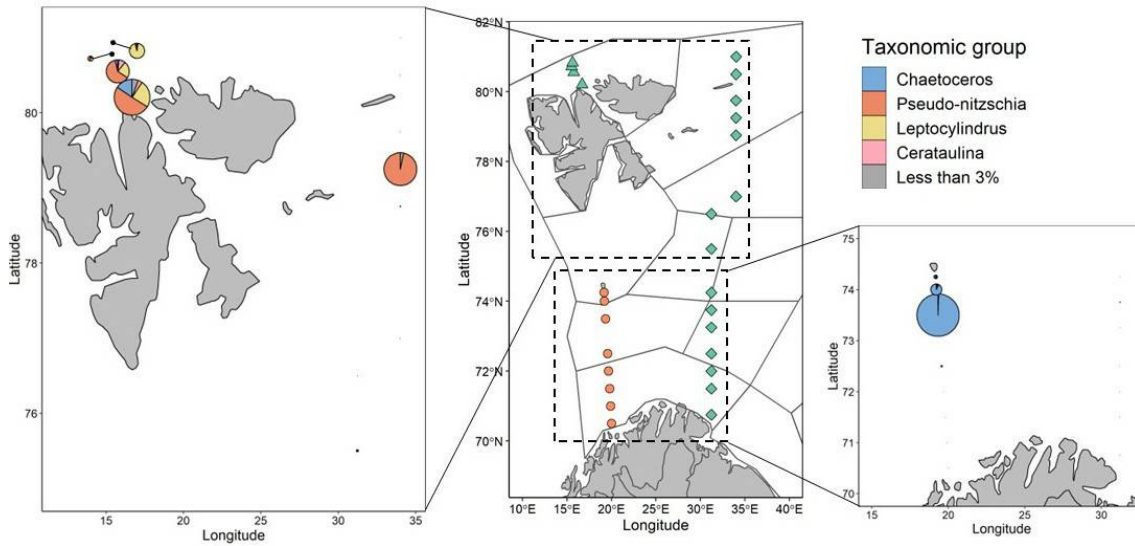 80
78
76
Latitude
15
20
25
30
35
Longitude
82°N
80°N
78°N
76°N
74°N
72°N
70°N
Latitude
10°E
15°E
20°E
25°E
30°E
35°E
40°E
Longitude
Taxonomic group
Chaetoceros
Pseudo-nitzschia
Leptocylindrus
Cerataulina
Less than 3%
75
74
73
72
71
70
Latitude
15
20
25
30
Longitude